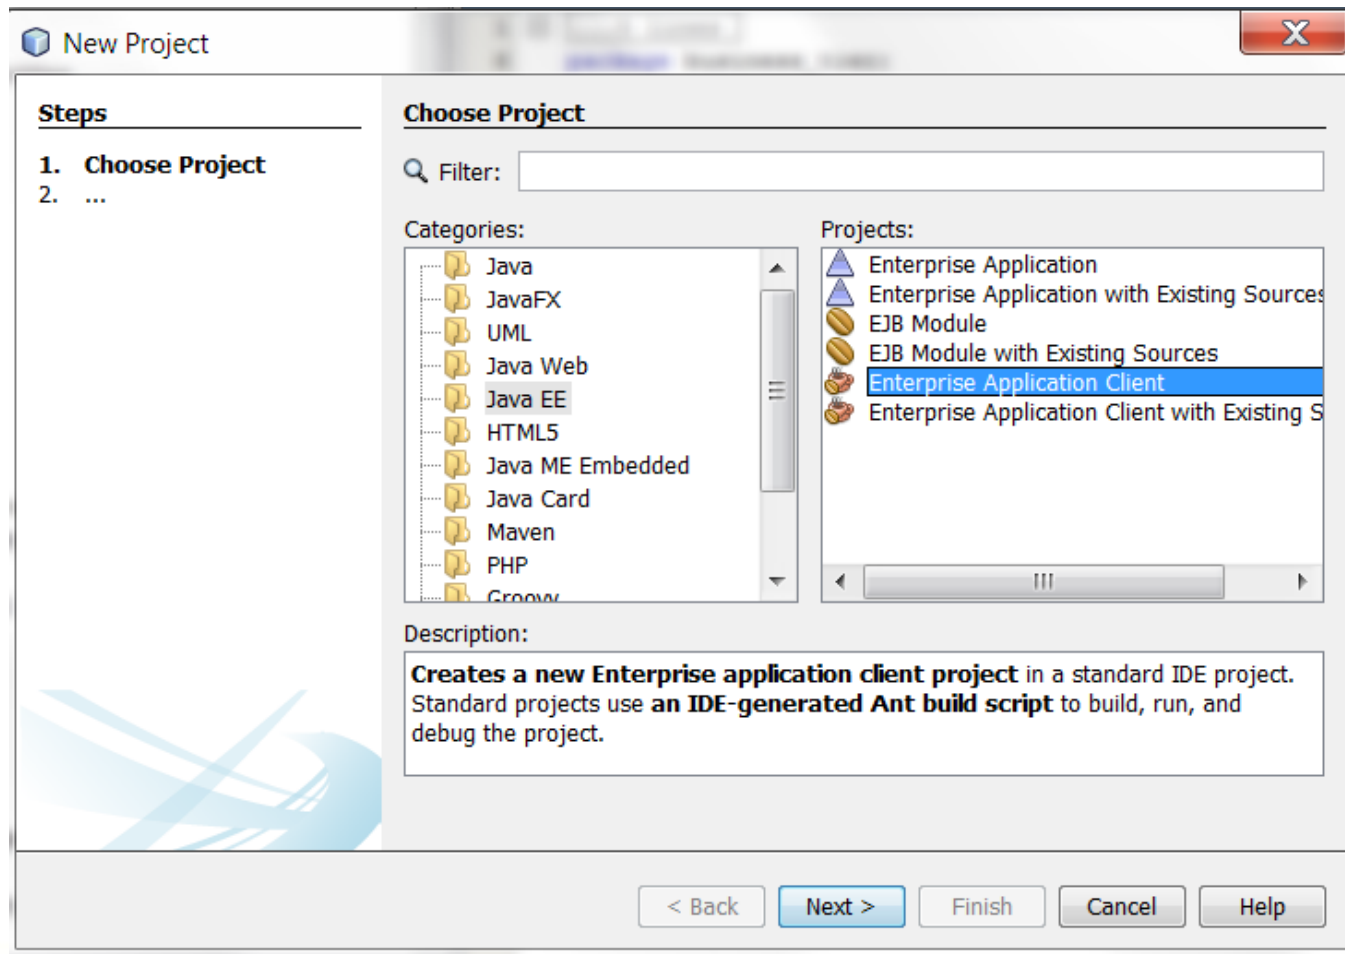 New Project
package
Steps
1. Choose Project
2. ...
Choose Project
Filter:
Categories:
Java
JavaFX
UML
Java Web
Java EE
HTML5
Java ME Embedded
Java Card
Maven
PHP
Groovy
Projects:
Enterprise Application
Enterprise Application with Existing Sources
EJB Module
EJB Module with Existing Sources
Enterprise Application Client
Enterprise Application Client with Existing S
Description:
Creates a new Enterprise application client project in a standard IDE project.
Standard projects use an IDE-generated Ant build script to build, run, and
debug the project.
< Back
Next >
Finish
Cancel
Help